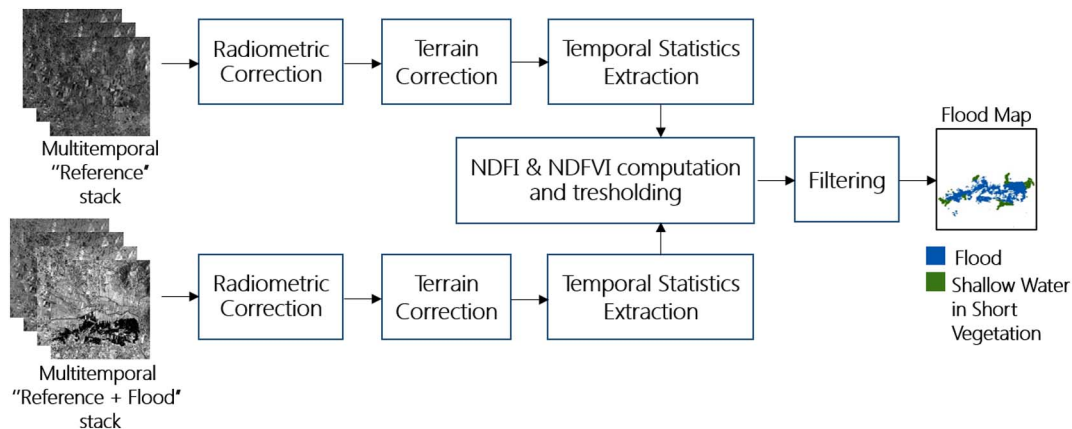 Multitemporal
"Reference"
stack
Radiometric
Correction
Terrain
Correction
Temporal Statistics
Extraction
NDFI & NDFVI computation
and tresholding
Filtering
Flood Map
Flood
Shallow Water
in Short
Vegetation
Multitemporal
"Reference + Flood"
stack
Radiometric
Correction
Terrain
Correction
Temporal Statistics
Extraction